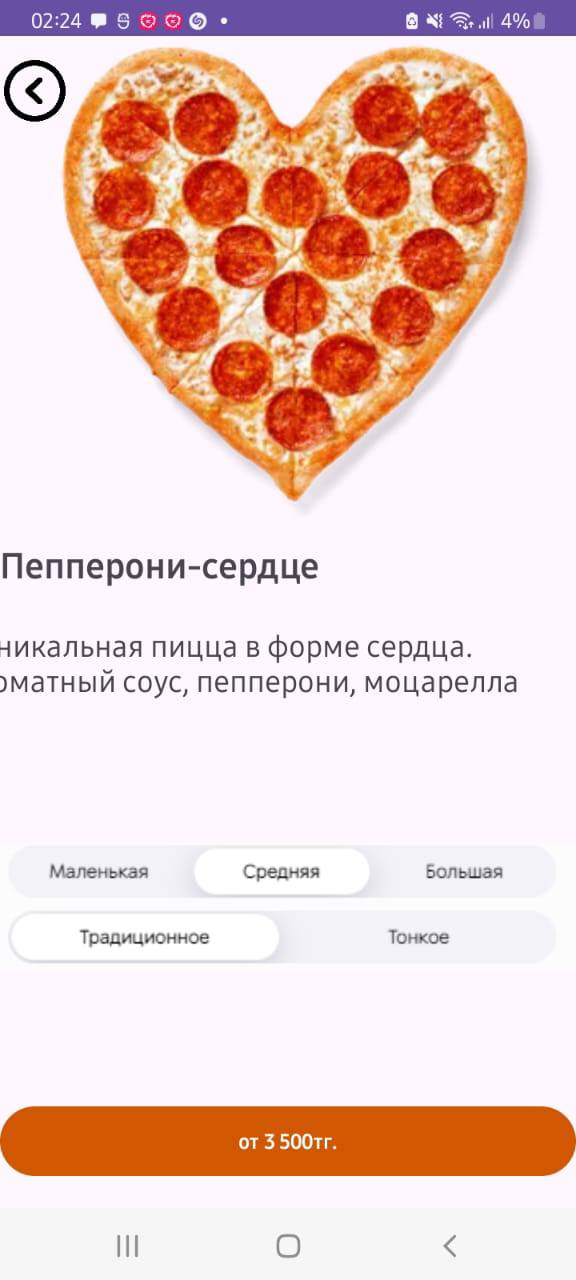 02:24
4%
Пепперони-сердце
никальная пицца в форме сердца.
оматный соус, пепперони, моцарелла
Маленькая Средняя Большая
Традиционное Тонкое
от 3 500тг.